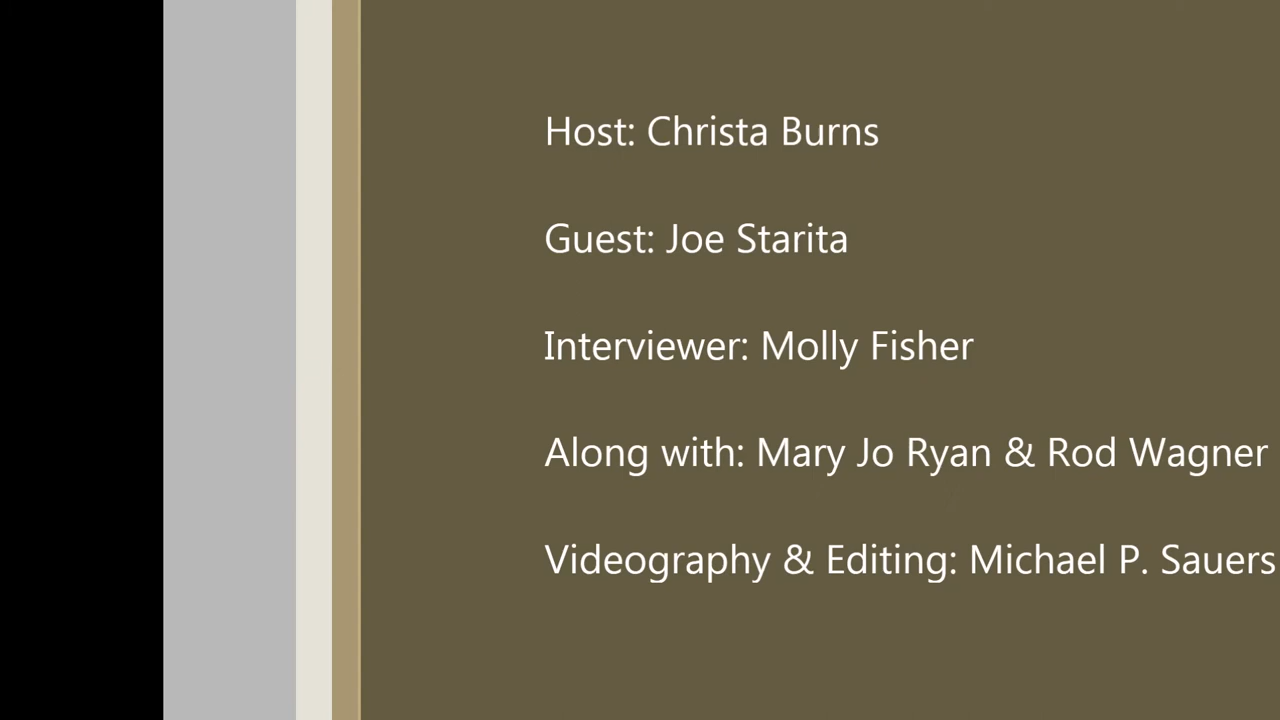 Host: Christa Burns
Guest: Joe Starita
Interviewer: Molly Fisher
Along with: Mary Jo Ryan & Rod Wagner
Videography & Editing: Michael P. Sauers